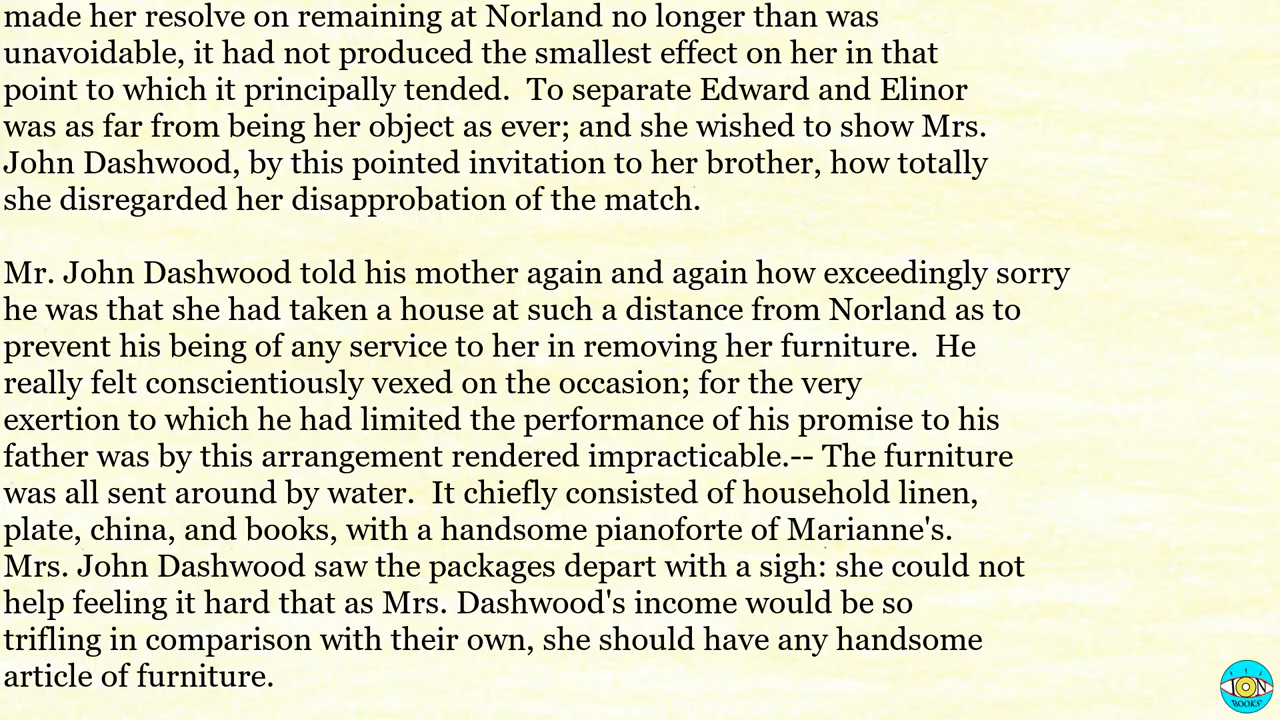 made her resolve on remaining at Norland no longer than was
unavoidable, it had not produced the smallest effect on her in that
point to which it principally tended.  To separate Edward and Elinor
was as far from being her object as ever; and she wished to show Mrs.
John Dashwood, by this pointed invitation to her brother, how totally
she disregarded her disapprobation of the match.

Mr. John Dashwood told his mother again and again how exceedingly sorry
he was that she had taken a house at such a distance from Norland as to
prevent his being of any service to her in removing her furniture.  He
really felt conscientiously vexed on the occasion; for the very
exertion to which he had limited the performance of his promise to his
father was by this arrangement rendered impracticable.-- The furniture
was all sent around by water.  It chiefly consisted of household linen,
plate, china, and books, with a handsome pianoforte of Marianne's.
Mrs. John Dashwood saw the packages depart with a sigh: she could not
help feeling it hard that as Mrs. Dashwood's income would be so
trifling in comparison with their own, she should have any handsome
article of furniture.
ION
BOOKS